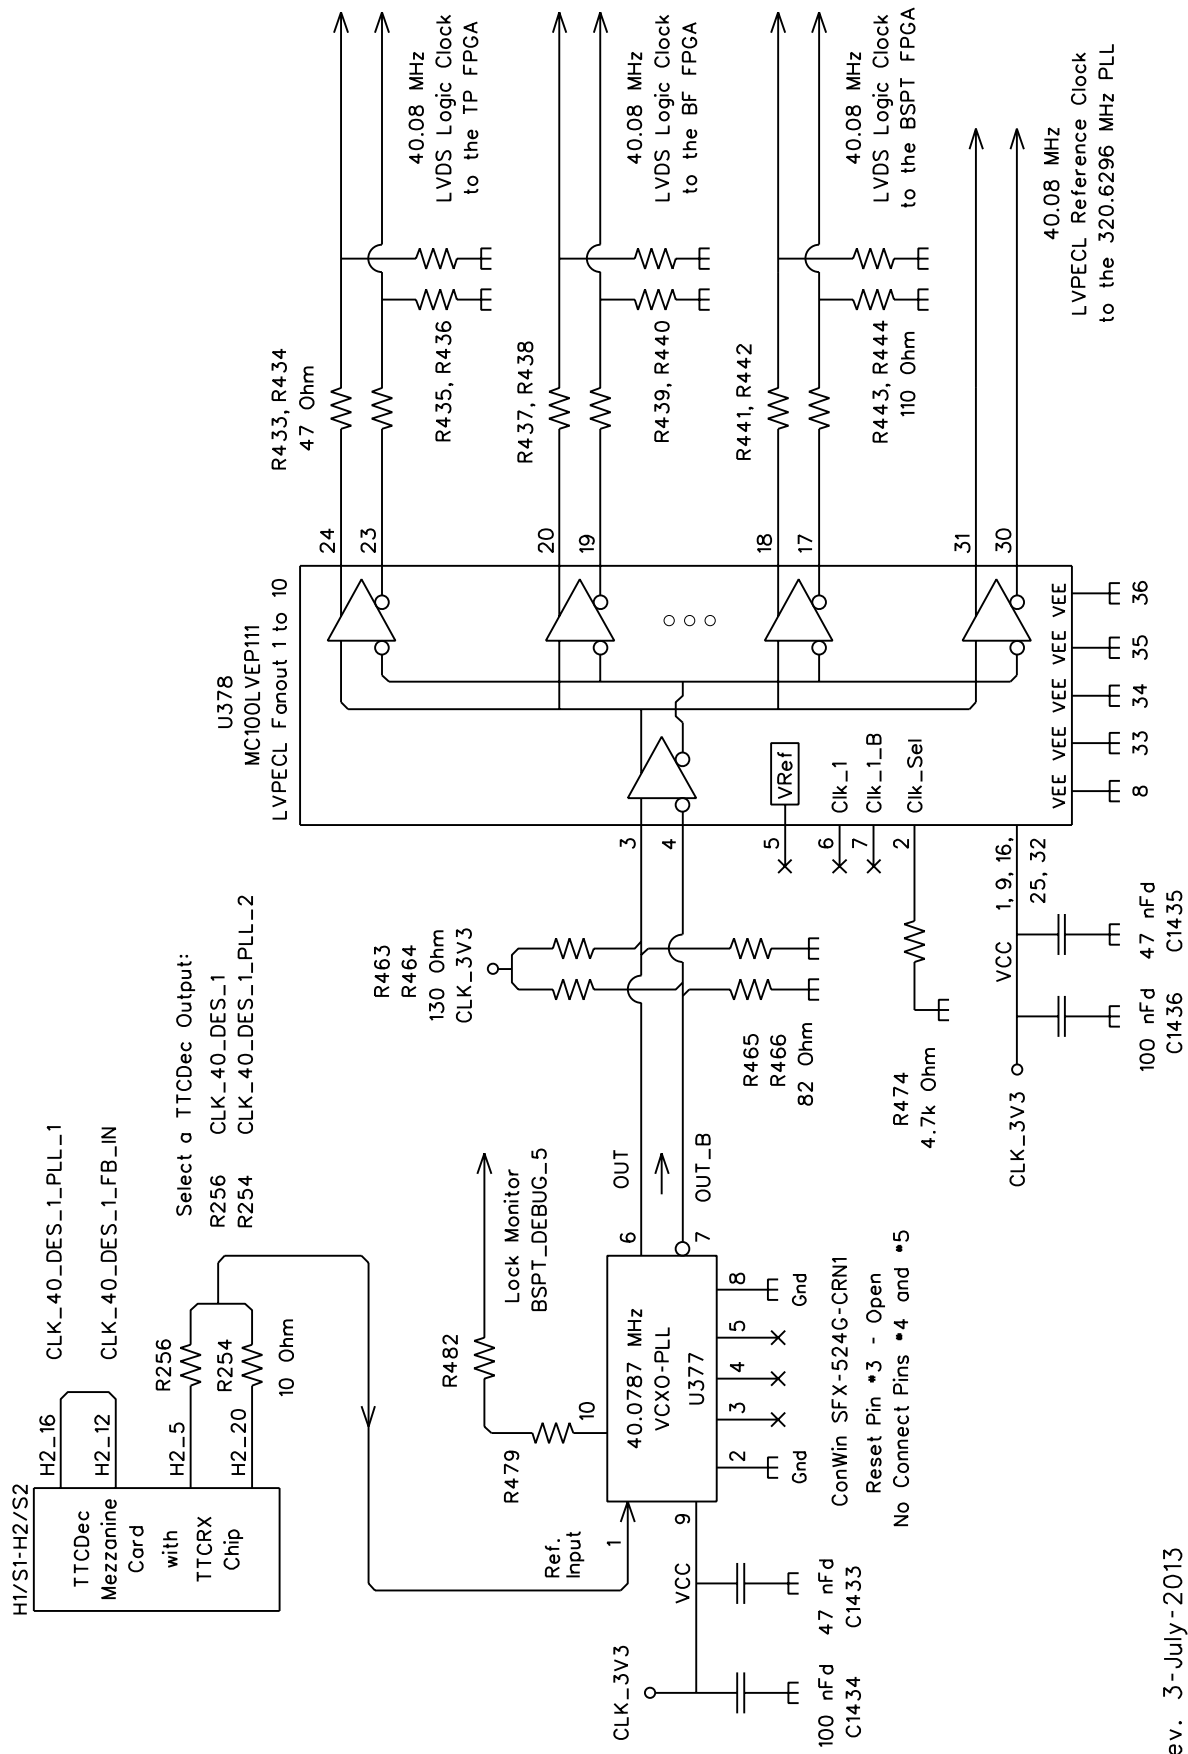 H1/S1-H2/S2
TTCDec
Mezzanine
Card
with
TTCRX
Chip
H2_16
H2_12
H2_5
H2_20
CLK_40_DES_1_PLL_1
CLK_40_DES_1_FB_IN
R256
R254
10 Ohm
Select a TTCDec Output:
R256 CLK_40_DES_1
R254 CLK_40_DES_1_PLL_2
R482
R479
Lock Monitor
BSPT_DEBUG_5
Ref.
Input
1
10
6
7
9
VCC
CLK_3V3
40.0787 MHz
VCXO-PLL
U377
2
3
4
5
8
Gnd
Gnd
100 nFd
C1434
47 nFd
C1433
ConWin SFX-524G-CRN1
Reset Pin #3 - Open
No Connect Pins #4 and #5
OUT
OUT_B
R463
R464
130 Ohm
CLK_3V3
R465
R466
82 Ohm
R474
4.7k Ohm
CLK_3V3
VCC
1, 9, 16,
25, 32
100 nFd
C1436
47 nFd
C1435
U378
MC100LVEP111
LVPECL Fanout 1 to 10
3
4
5
6
7
2
VRef
Clk_1
Clk_1_B
Clk_Sel
VEE VEE VEE VEE VEE
8
33
34
35
36
24
23
20
19
18
17
31
30
R433, R434
47 Ohm
R435, R436
R437, R438
R439, R440
R441, R442
R443, R444
110 Ohm
40.08 MHz
LVDS Logic Clock
to the TP FPGA
40.08 MHz
LVDS Logic Clock
to the BF FPGA
40.08 MHz
LVDS Logic Clock
to the BSPT FPGA
40.08 MHz
LVPECL Reference Clock
to the 320.6296 MHz PLL
ev. 3-July-2013